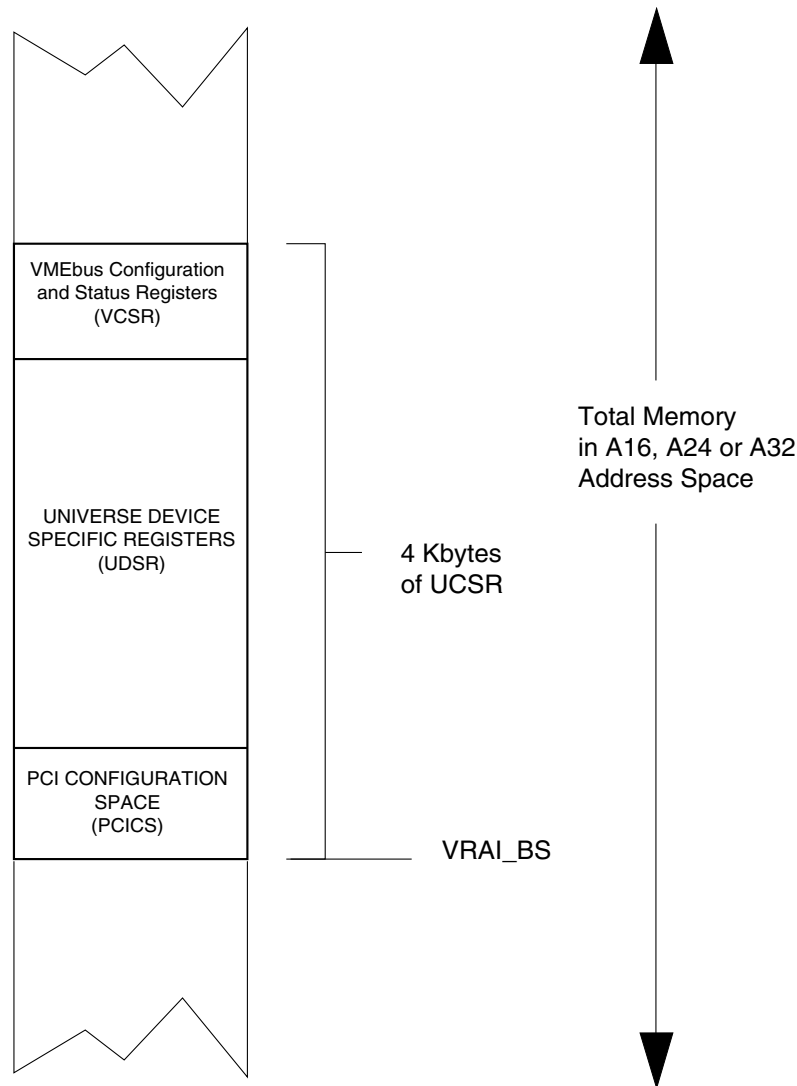 VMEbus Configuration
and Status Registers
(VCSR)
Total Memory
in A16, A24 or A32
Address Space
UNIVERSE DEVICE
SPECIFIC REGISTERS
(UDSR)
4 Kbytes
of UCSR
PCI CONFIGURATION
SPACE
(PCICS)
VRAI_BS